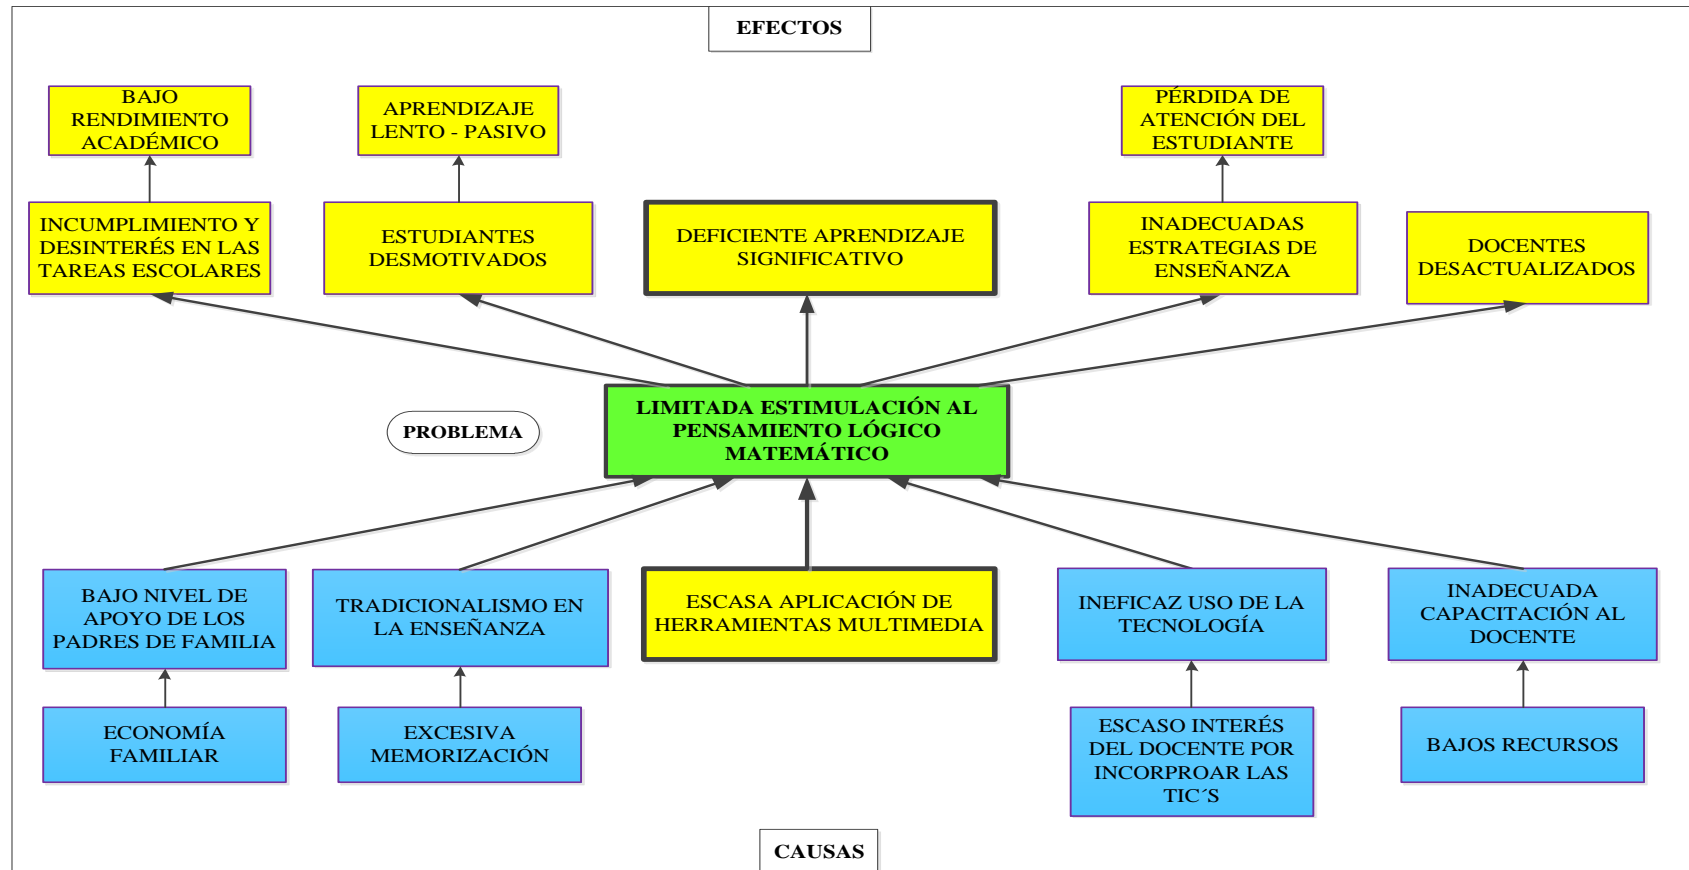 EFECTOS
BAJO
RENDIMIENTO
ACADÉMICO
APRENDIZAJE
LENTO - PASIVO
PÉRDIDA DE
ATENCIÓN DEL
ESTUDIANTE
INCUMPLIMIENTO Y
DESINTERÉS EN LAS
TAREAS ESCOLARES
ESTUDIANTES
DESMOTIVADOS
DEFICIENTE APRENDIZAJE
SIGNIFICATIVO
INADECUADAS
ESTRATEGIAS DE
ENSEÑANZA
DOCENTES
DESACTUALIZADOS
PROBLEMA
LIMITADA ESTIMULACIÓN AL
PENSAMIENTO LÓGICO
MATEMÁTICO
BAJO NIVEL DE
APOYO DE LOS
PADRES DE FAMILIA
TRADICIONALISMO EN
LA ENSEÑANZA
ESCASA APLICACIÓN DE
HERRAMIENTAS MULTIMEDIA
INEFICAZ USO DE LA
TECNOLOGÍA
INADECUADA
CAPACITACIÓN AL
DOCENTE
ECONOMÍA
FAMILIAR
EXCESIVA
MEMORIZACIÓN
ESCASO INTERÉS
DEL DOCENTE POR
INCORPROAR LAS
TIC´S
BAJOS RECURSOS
CAUSAS